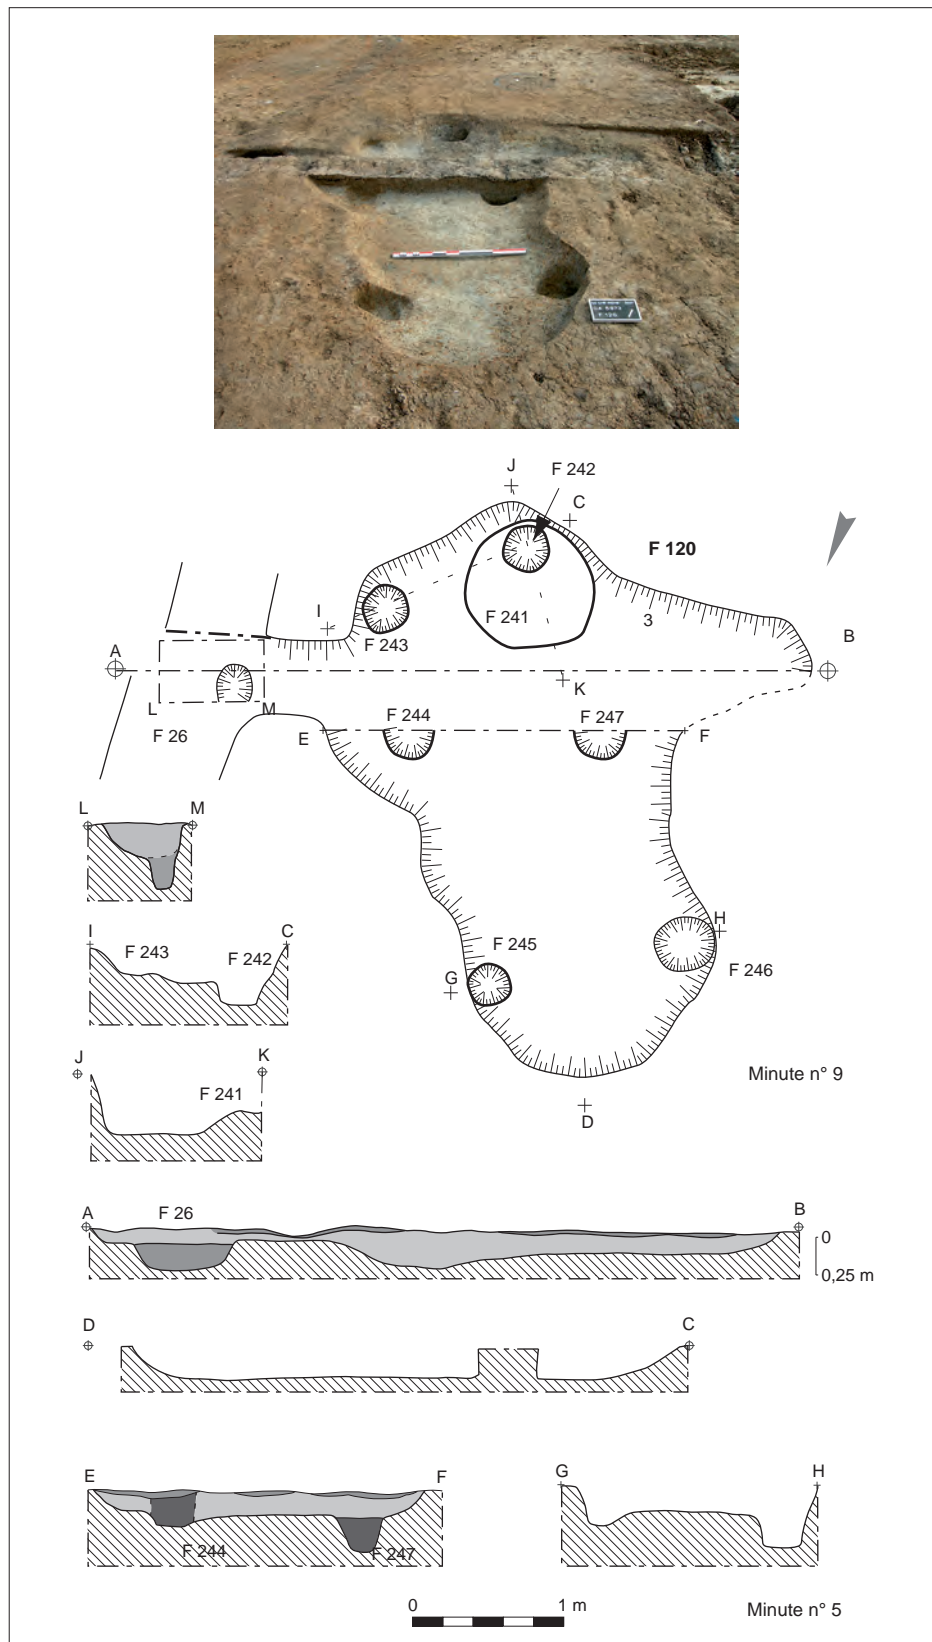 J
F 242
C
F 120
I
F 243
F 241
3
A
B
K
L
M
F 26
E
F 244
F 247
F
L
M
I
F 243
F 242
C
F 245
H
G
F 246
J
K
F 241
Minute n° 9
D
A
F 26
B
0
0,25 m
D
C
E
F
G
H
F 244
F 247
0
1 m
Minute n° 5